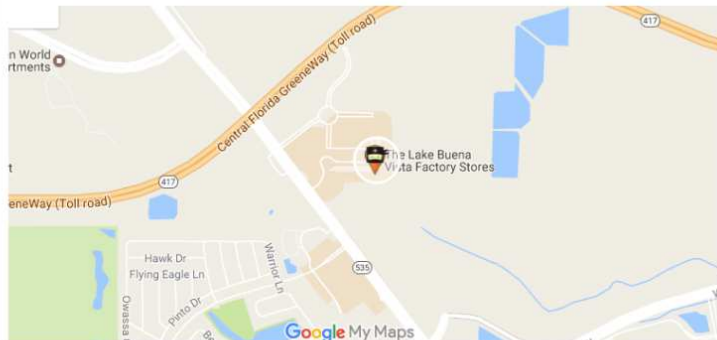 417
n World
rtments
Central Florida GreeneWay (Toll road)
The Lake Buena
Vista Factory Stores
t
417
eeneWay (Toll road)
Hawk Dr
Flying Eagle Ln
Warrior Ln
535
Pinto Dr
Owassa
Google My Maps